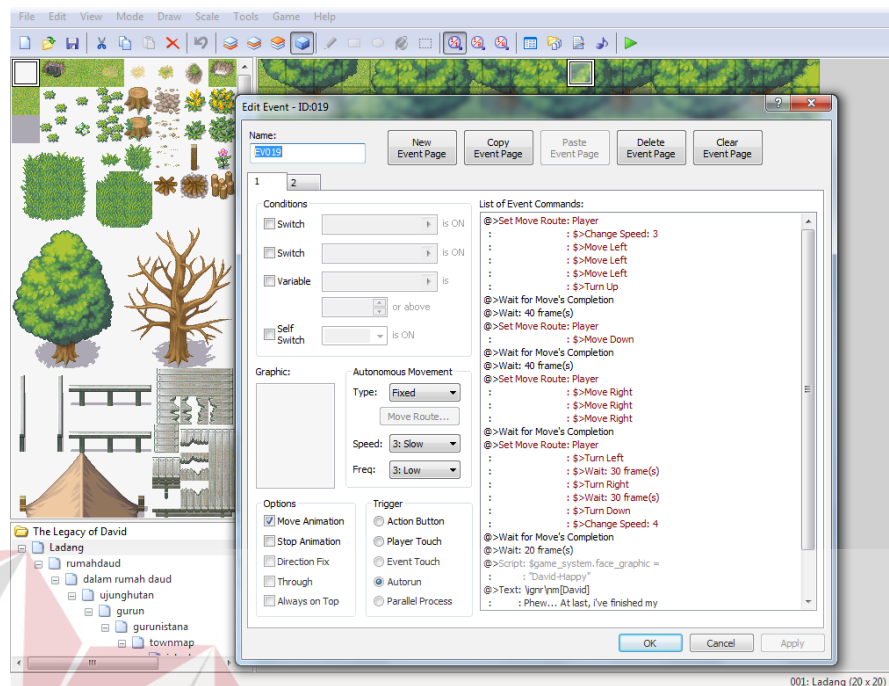 File Edit View Mode Draw Scale Tools Game Help
Edit Event - ID:019
Name:
EV019
New Event Page
Copy Event Page
Paste Event Page
Delete Event Page
Clear Event Page
1 2
Conditions
Switch is ON
Switch is ON
Variable is
or above
Self Switch is ON
Graphic:
Autonomous Movement
Type: Fixed
Move Route...
Speed: 3: Slow
Freq: 3: Low
Options
Move Animation
Stop Animation
Direction Fix
Through
Always on Top
Trigger
Action Button
Player Touch
Event Touch
Autorun
Parallel Process
List of Event Commands:
@>Set Move Route: Player
: : $>Change Speed: 3
: : $>Move Left
: : $>Move Left
: : $>Move Left
: : $>Turn Up
@>Wait for Move's Completion
@>Wait: 40 frame(s)
@>Set Move Route: Player
: : $>Move Down
@>Wait for Move's Completion
@>Wait: 40 frame(s)
@>Set Move Route: Player
: : $>Move Right
: : $>Move Right
: : $>Move Right
@>Wait for Move's Completion
@>Set Move Route: Player
: : $>Turn Left
: : $>Wait: 30 frame(s)
: : $>Turn Right
: : $>Wait: 30 frame(s)
: : $>Turn Down
: : $>Change Speed: 4
@>Wait for Move's Completion
@>Wait: 20 frame(s)
@>Script: $game_system.face_graphic =
: : "David-Happy"
@>Text: \ignr\nm[David]
: : Phew... At last, i've finished my
OK Cancel Apply
The Legacy of David
Ladang
rumahdaud
dalam rumah daud
ujunghutan
gurun
gurunistana
townmap
001: Ladang (20 x 20)